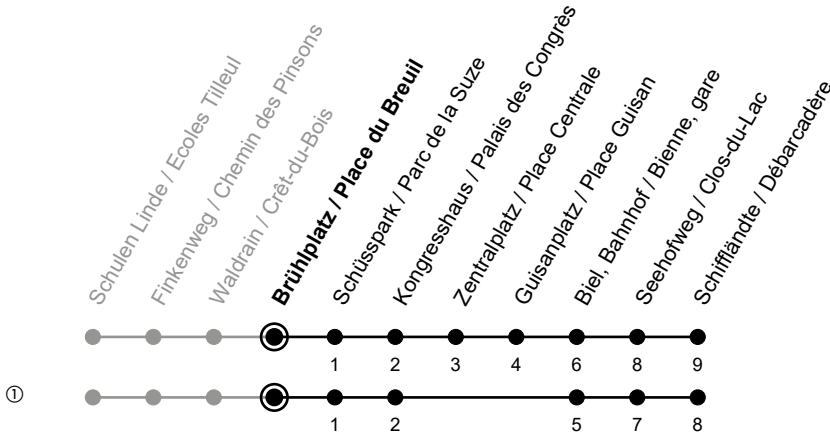 Schulen Linde / Ecoles Tilleul
Finkenweg / Chemin des Pinsons
Waldrain / Crêt-du-Bois
Brühlplatz / Place du Breuil
Schüsspark / Parc de la Suze
Kongresshaus / Palais des Congrès
Zentralplatz / Place Centrale
Guisanplatz / Place Guisan
Biel, Bahnhof / Bienne, gare
Seehofweg / Clos-du-Lac
Schiffländte / Débarcadère
1 2 3 4 6 8 9
①
1 2 5 7 8